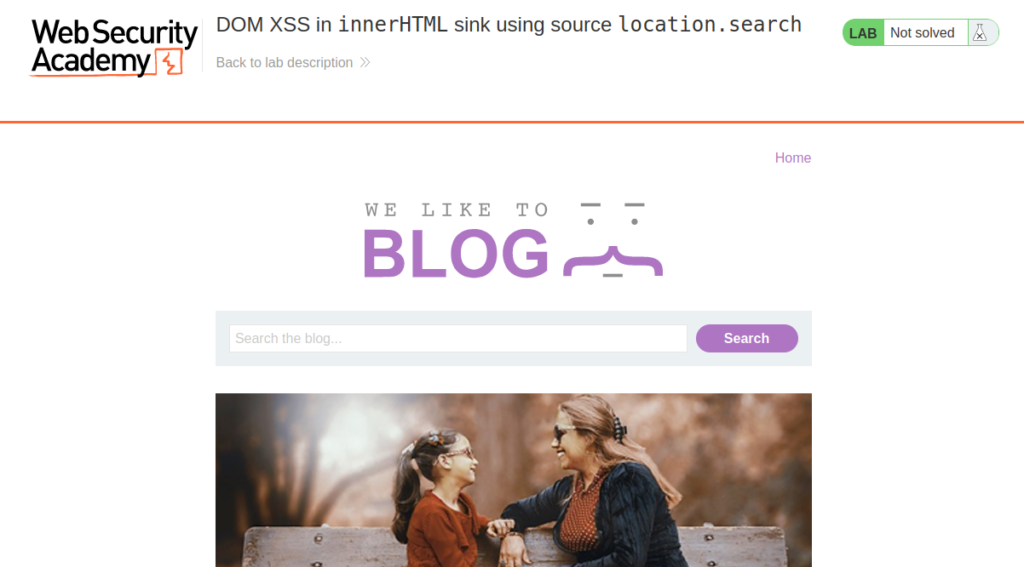 Web Security
Academy
DOM XSS in innerHTML sink using source location.search
Back to lab description
LAB Not solved
Home
WE LIKE TO
BLOG
Search the blog...
Search